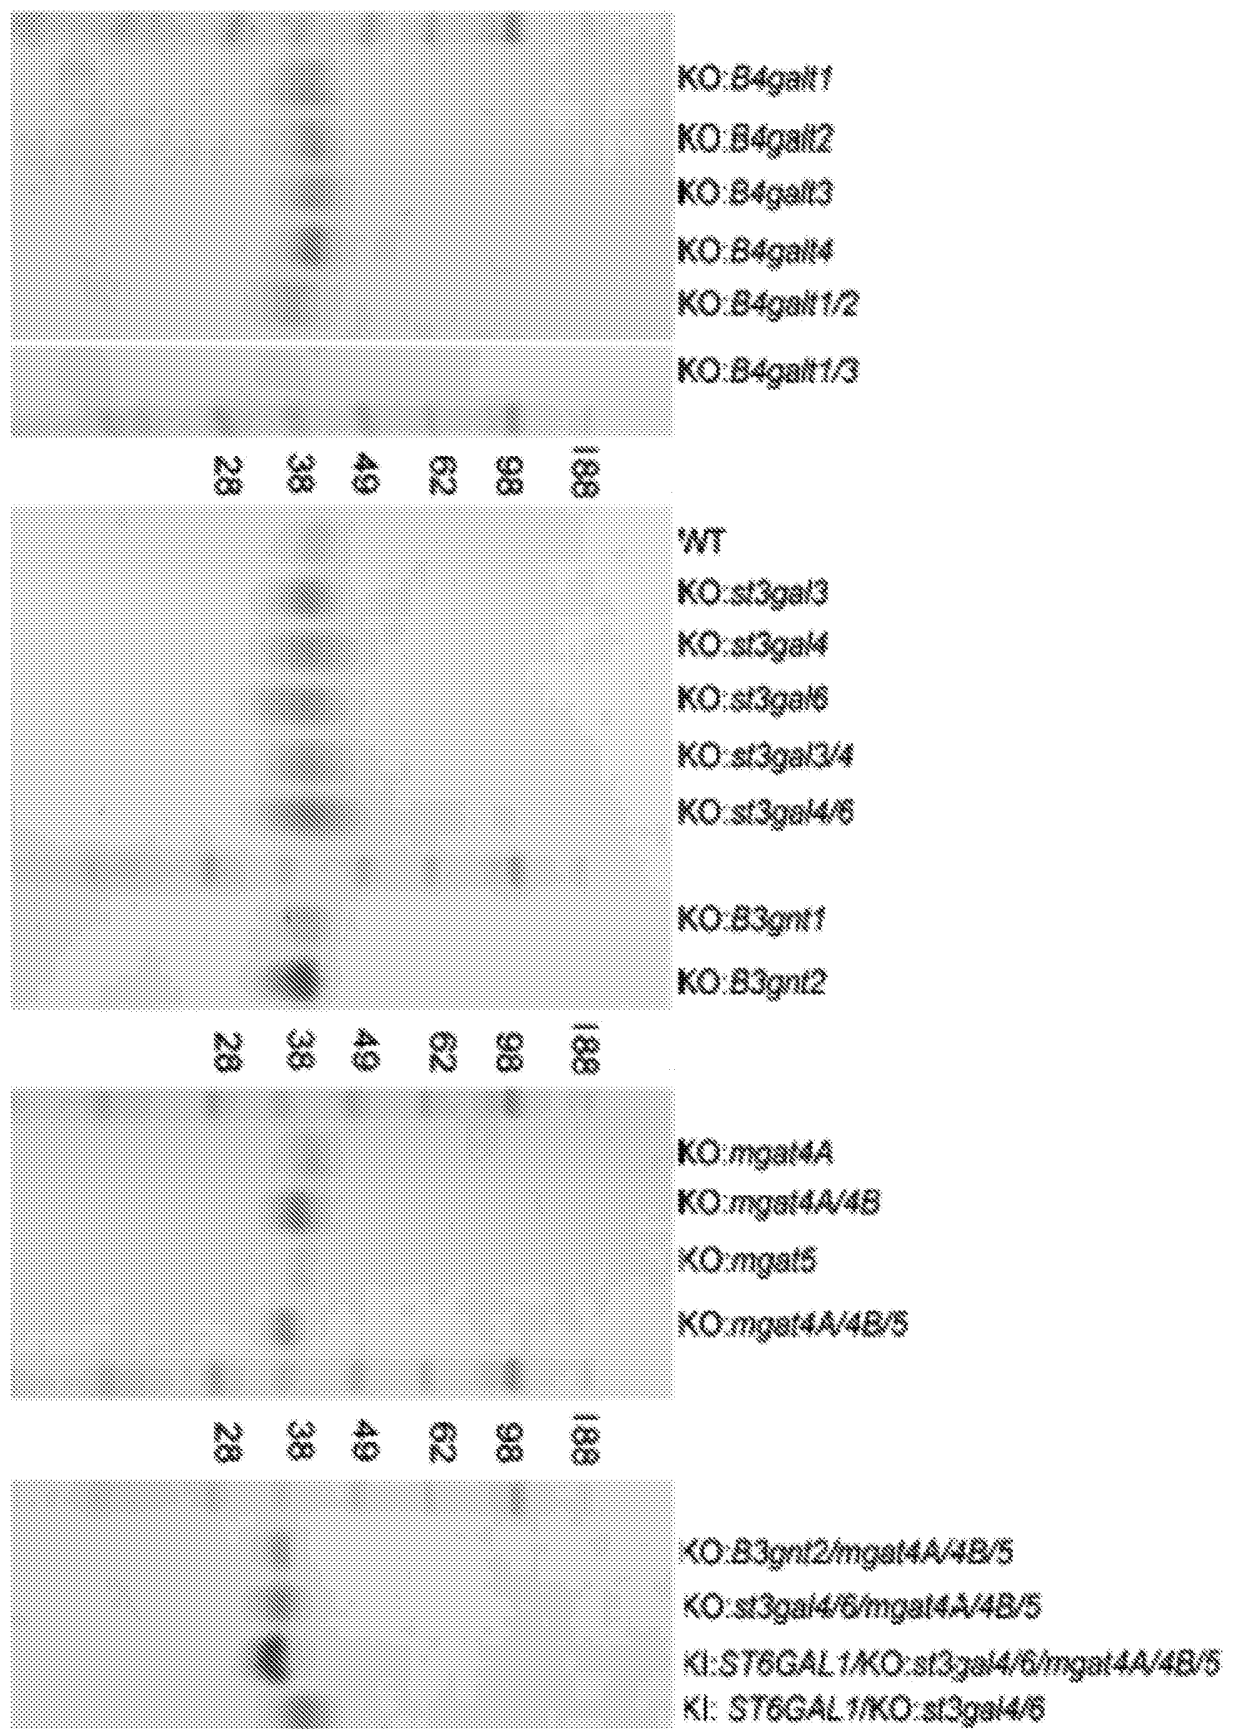 KO:B4galt1
KO:B4galt2
KO:B4galt3
KO:B4galt4
KO:B4galt1/2
KO:B4galt1/3
28 38 49 62 98 188
WT
KO:st3gal3
KO:st3gal4
KO:st3gal6
KO:st3gal3/4
KO:st3gal4/6
KO:B3gnt1
KO:B3gnt2
28 38 49 62 98 188
KO:mgat4A
KO:mgat4A/4B
KO:mgat5
KO:mgat4A/4B/5
28 38 49 62 98 188
KO:B3gnt2/mgat4A/4B/5
KO:st3gal4/6/mgat4A/4B/5
KI:ST6GAL1/KO:st3gal4/6/mgat4A/4B/5
KI: ST6GAL1/KO:st3gal4/6